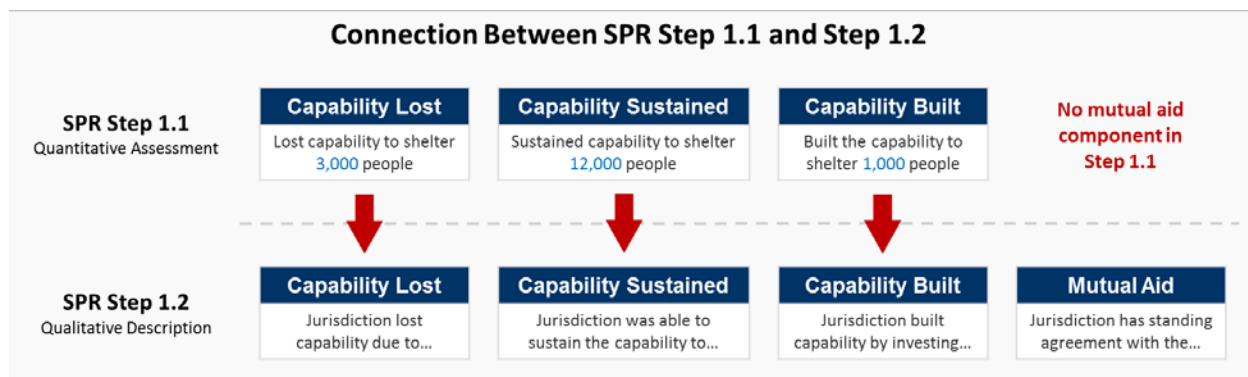 Connection Between SPR Step 1.1 and Step 1.2
SPR Step 1.1
Quantitative Assessment
Capability Lost
Lost capability to shelter
3,000 people
Capability Sustained
Sustained capability to shelter
12,000 people
Capability Built
Built the capability to
shelter 1,000 people
No mutual aid
component in
Step 1.1
SPR Step 1.2
Qualitative Description
Capability Lost
Jurisdiction lost
capability due to...
Capability Sustained
Jurisdiction was able to
sustain the capability to...
Capability Built
Jurisdiction built
capability by investing...
Mutual Aid
Jurisdiction has standing
agreement with the...